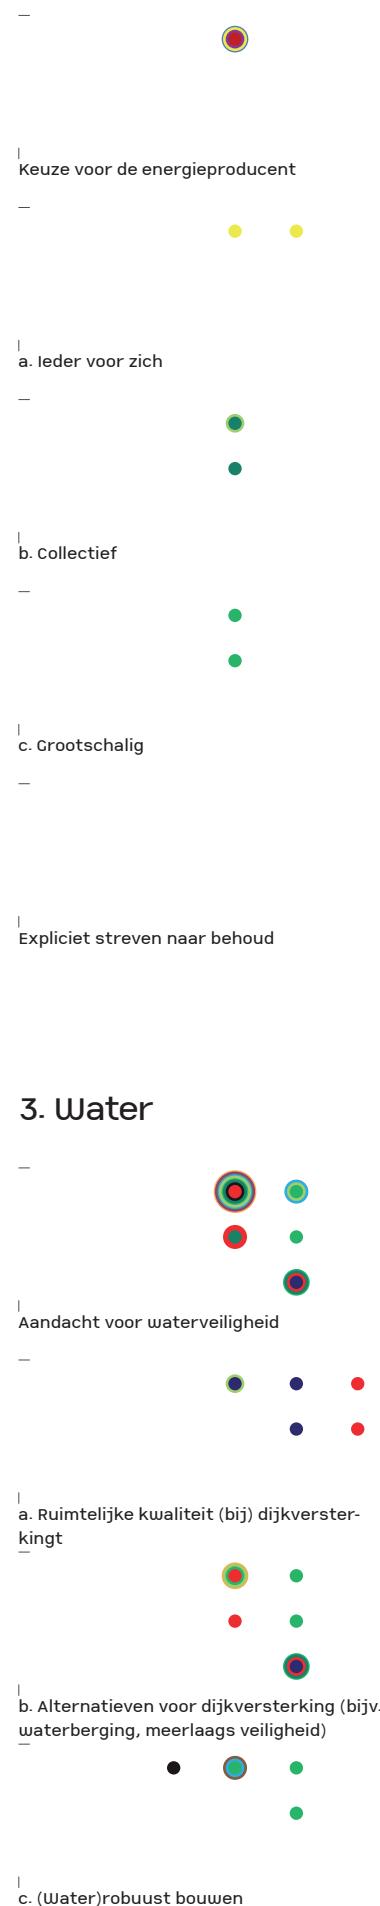 Keuze voor de energieproducent
a. Ieder voor zich
b. Collectief
c. Grootschalig
Expliciet streven naar behoud
3. Water
Aandacht voor waterveiligheid
a. Ruimtelijke kwaliteit (bij) dijkverster-
kingt
b. Alternatieven voor dijkversterking (bijv.
waterberging, meerlaags veiligheid)
c. (Water)robuust bouwen